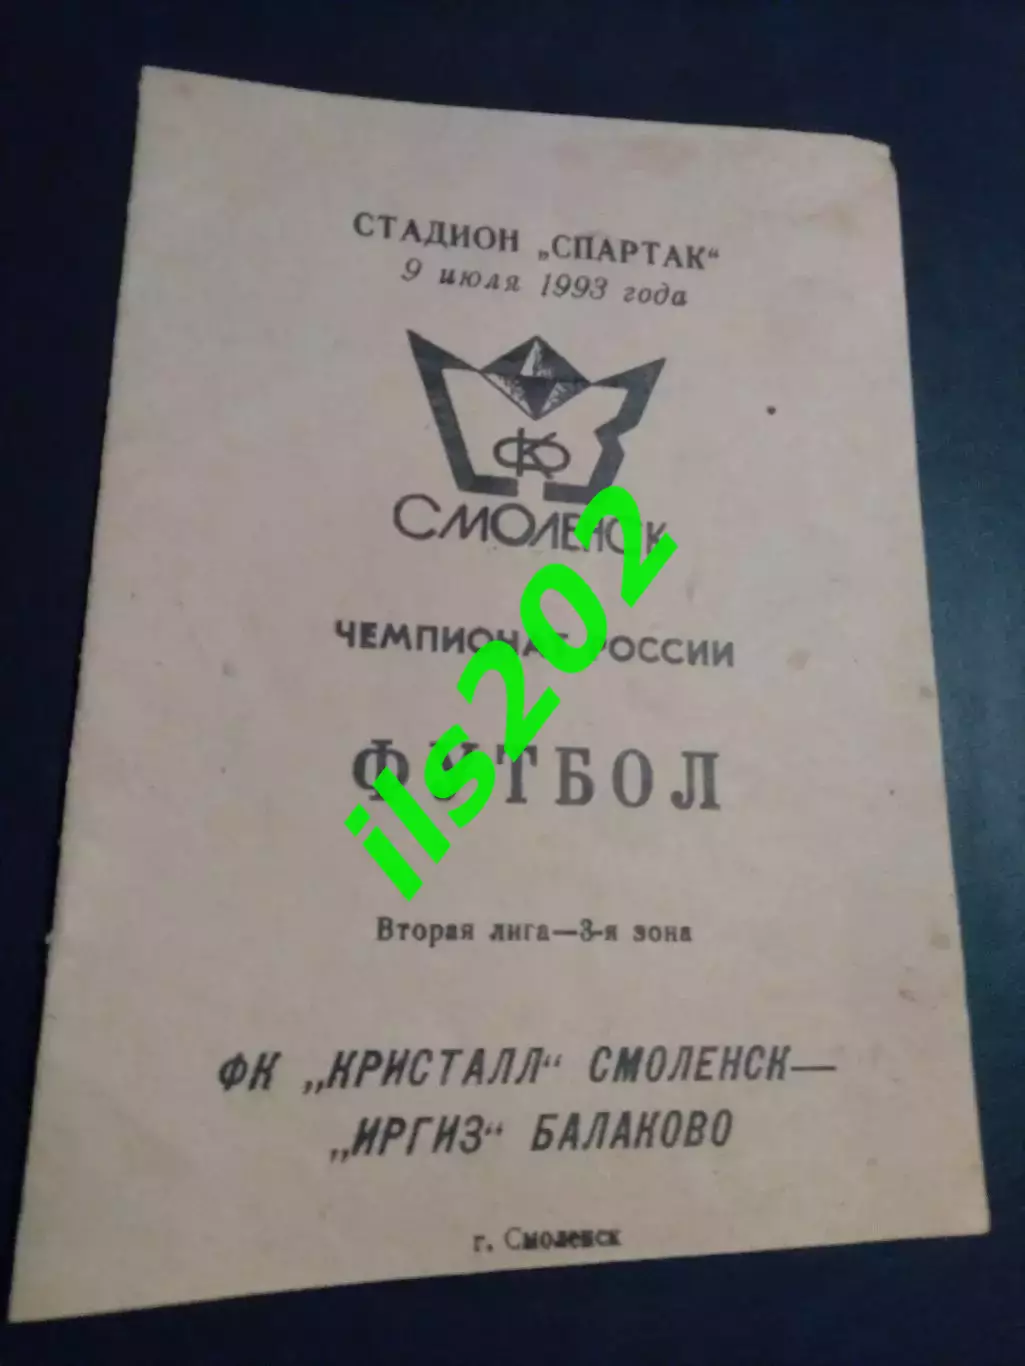 СТАДИОН „СПАРТАК“
9 июля 1993 года
ФК
СМОЛЕНСК
ЧЕМПИОНАТ РОССИИ
ФУТБОЛ
ils202
Вторая лига—3-я зона
ФК „КРИСТАЛЛ“ СМОЛЕНСК—
„ИРГИЗ“ БАЛАКОВО
г. Смоленск